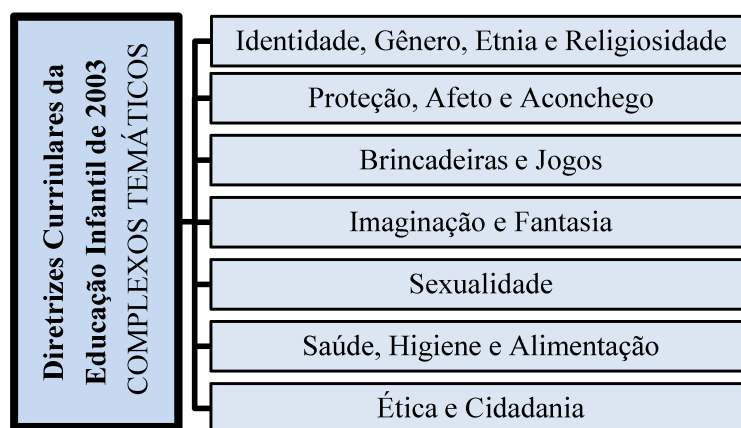 Diretrizes Curriulares da
Educação Infantil de 2003
COMPLEXOS TEMÁTICOS
Identidade, Gênero, Etnia e Religiosidade
Proteção, Afeto e Aconchego
Brincadeiras e Jogos
Imaginação e Fantasia
Sexualidade
Saúde, Higiene e Alimentação
Ética e Cidadania